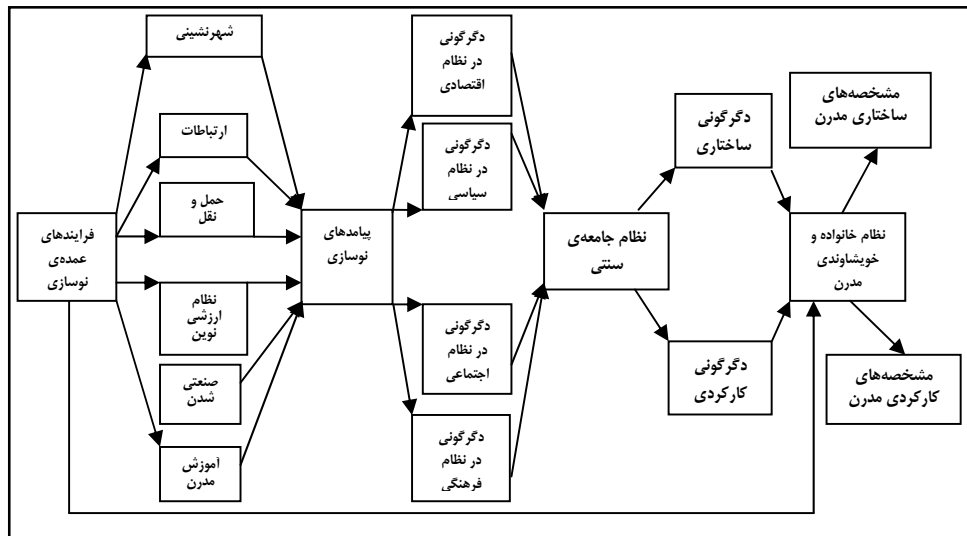 فرایندهای
عمده‌ی
نوسازی
شهرنشینی
ارتباطات
حمل و
نقل
نظام
ارزشی
نوین
صنعتی
شدن
آموزش
مدرن
پیامدهای
نوسازی
دگرگونی
در نظام
اقتصادی
دگرگونی
در نظام
سیاسی
دگرگونی
در نظام
اجتماعی
دگرگونی
در نظام
فرهنگی
نظام جامعه‌ی
سنتی
دگرگونی
ساختاری
دگرگونی
کارکردی
نظام خانواده و
خویشاوندی
مدرن
مشخصه‌های
ساختاری مدرن
مشخصه‌های
کارکردی مدرن